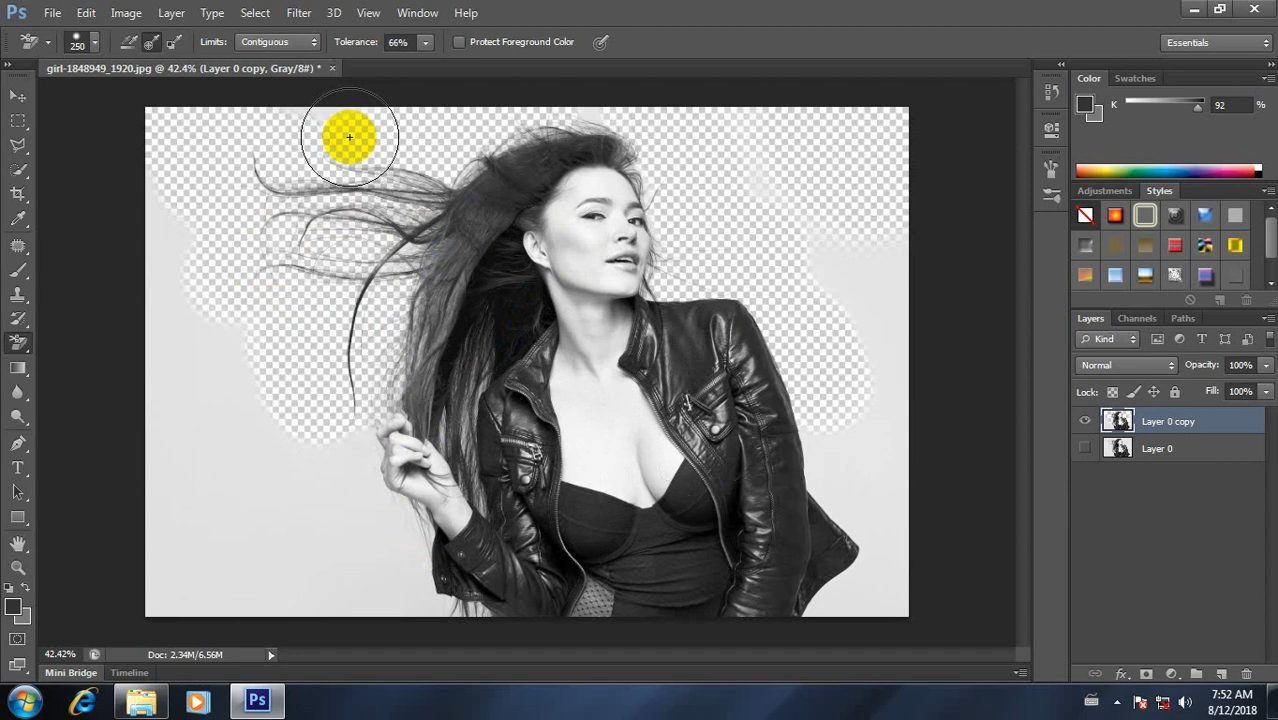 Ps File Edit Image Layer Type Select Filter 3D View Window Help
250 Limits: Contiguous Tolerance: 66% Protect Foreground Color Essentials
girl-1848949_1920.jpg @ 42.4% (Layer 0 copy, Gray/8#) * ×
Color Swatches
K 92 %
Adjustments Styles
Layers Channels Paths
Kind
Normal Opacity: 100%
Lock: Fill: 100%
Layer 0 copy
Layer 0
42.42% Doc: 2.34M/6.56M
Mini Bridge Timeline
Ps
7:52 AM
8/12/2018